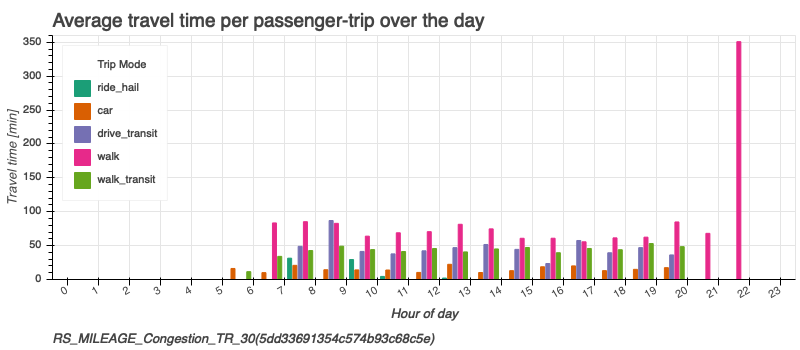 Average travel time per passenger-trip over the day
Travel time [min]
350
300
250
200
150
100
50
0
Trip Mode
ride_hail
car
drive_transit
walk
walk_transit
0 1 2 3 4 5 6 7 8 9 10 11 12 13 14 15 16 17 18 19 20 21 22 23
Hour of day
RS_MILEAGE_Congestion_TR_30(5dd33691354c574b93c68c5e)